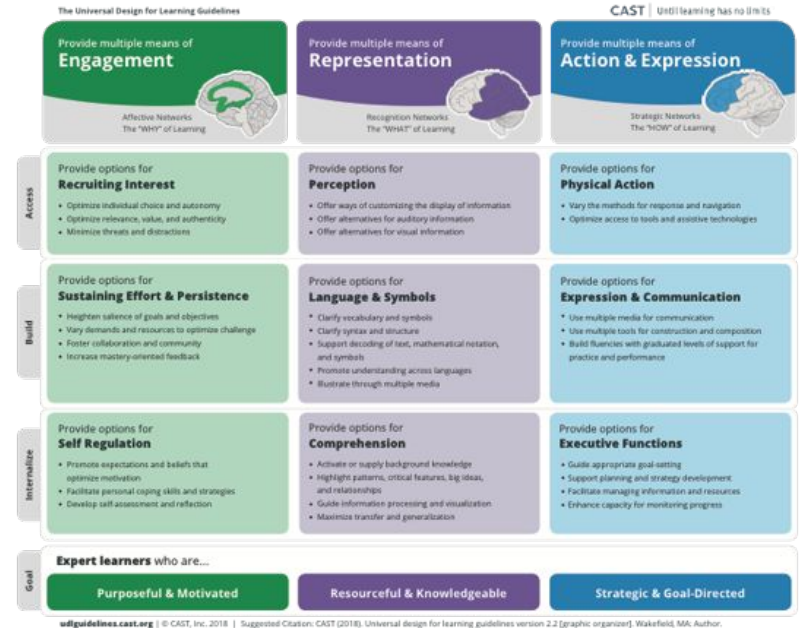 The Universal Design for Learning Guidelines
CAST | Until learning has no limits
Provide multiple means of
Engagement
Affective Networks
The "WHY" of Learning
Provide multiple means of
Representation
Recognition Networks
The "WHAT" of Learning
Provide multiple means of
Action & Expression
Strategic Networks
The "HOW" of Learning
Access
Provide options for
Recruiting Interest
• Optimize individual choice and autonomy
• Optimize relevance, value, and authenticity
• Minimize threats and distractions
Provide options for
Perception
• Offer ways of customizing the display of information
• Offer alternatives for auditory information
• Offer alternatives for visual information
Provide options for
Physical Action
• Vary the methods for response and navigation
• Optimize access to tools and assistive technologies
Build
Provide options for
Sustaining Effort & Persistence
• Heighten salience of goals and objectives
• Vary demands and resources to optimize challenge
• Foster collaboration and community
• Increase mastery-oriented feedback
Provide options for
Language & Symbols
• Clarify vocabulary and symbols
• Clarify syntax and structure
• Support decoding of text, mathematical notation,
and symbols
• Promote understanding across languages
• Illustrate through multiple media
Provide options for
Expression & Communication
• Use multiple media for communication
• Use multiple tools for construction and composition
• Build fluencies with graduated levels of support for
practice and performance
Internalize
Provide options for
Self Regulation
• Promote expectations and beliefs that
optimize motivation
• Facilitate personal coping skills and strategies
• Develop self-assessment and reflection
Provide options for
Comprehension
• Activate or supply background knowledge
• Highlight patterns, critical features, big ideas,
and relationships
• Guide information processing and visualization
• Maximize transfer and generalization
Provide options for
Executive Functions
• Guide appropriate goal-setting
• Support planning and strategy development
• Facilitate managing information and resources
• Enhance capacity for monitoring progress
Goal
Expert learners who are...
Purposeful & Motivated
Resourceful & Knowledgeable
Strategic & Goal-Directed
udlguidelines.cast.org | © CAST, Inc. 2018 | Suggested Citation: CAST (2018). Universal design for learning guidelines version 2.2 [graphic organizer]. Wakefield, MA: Author.